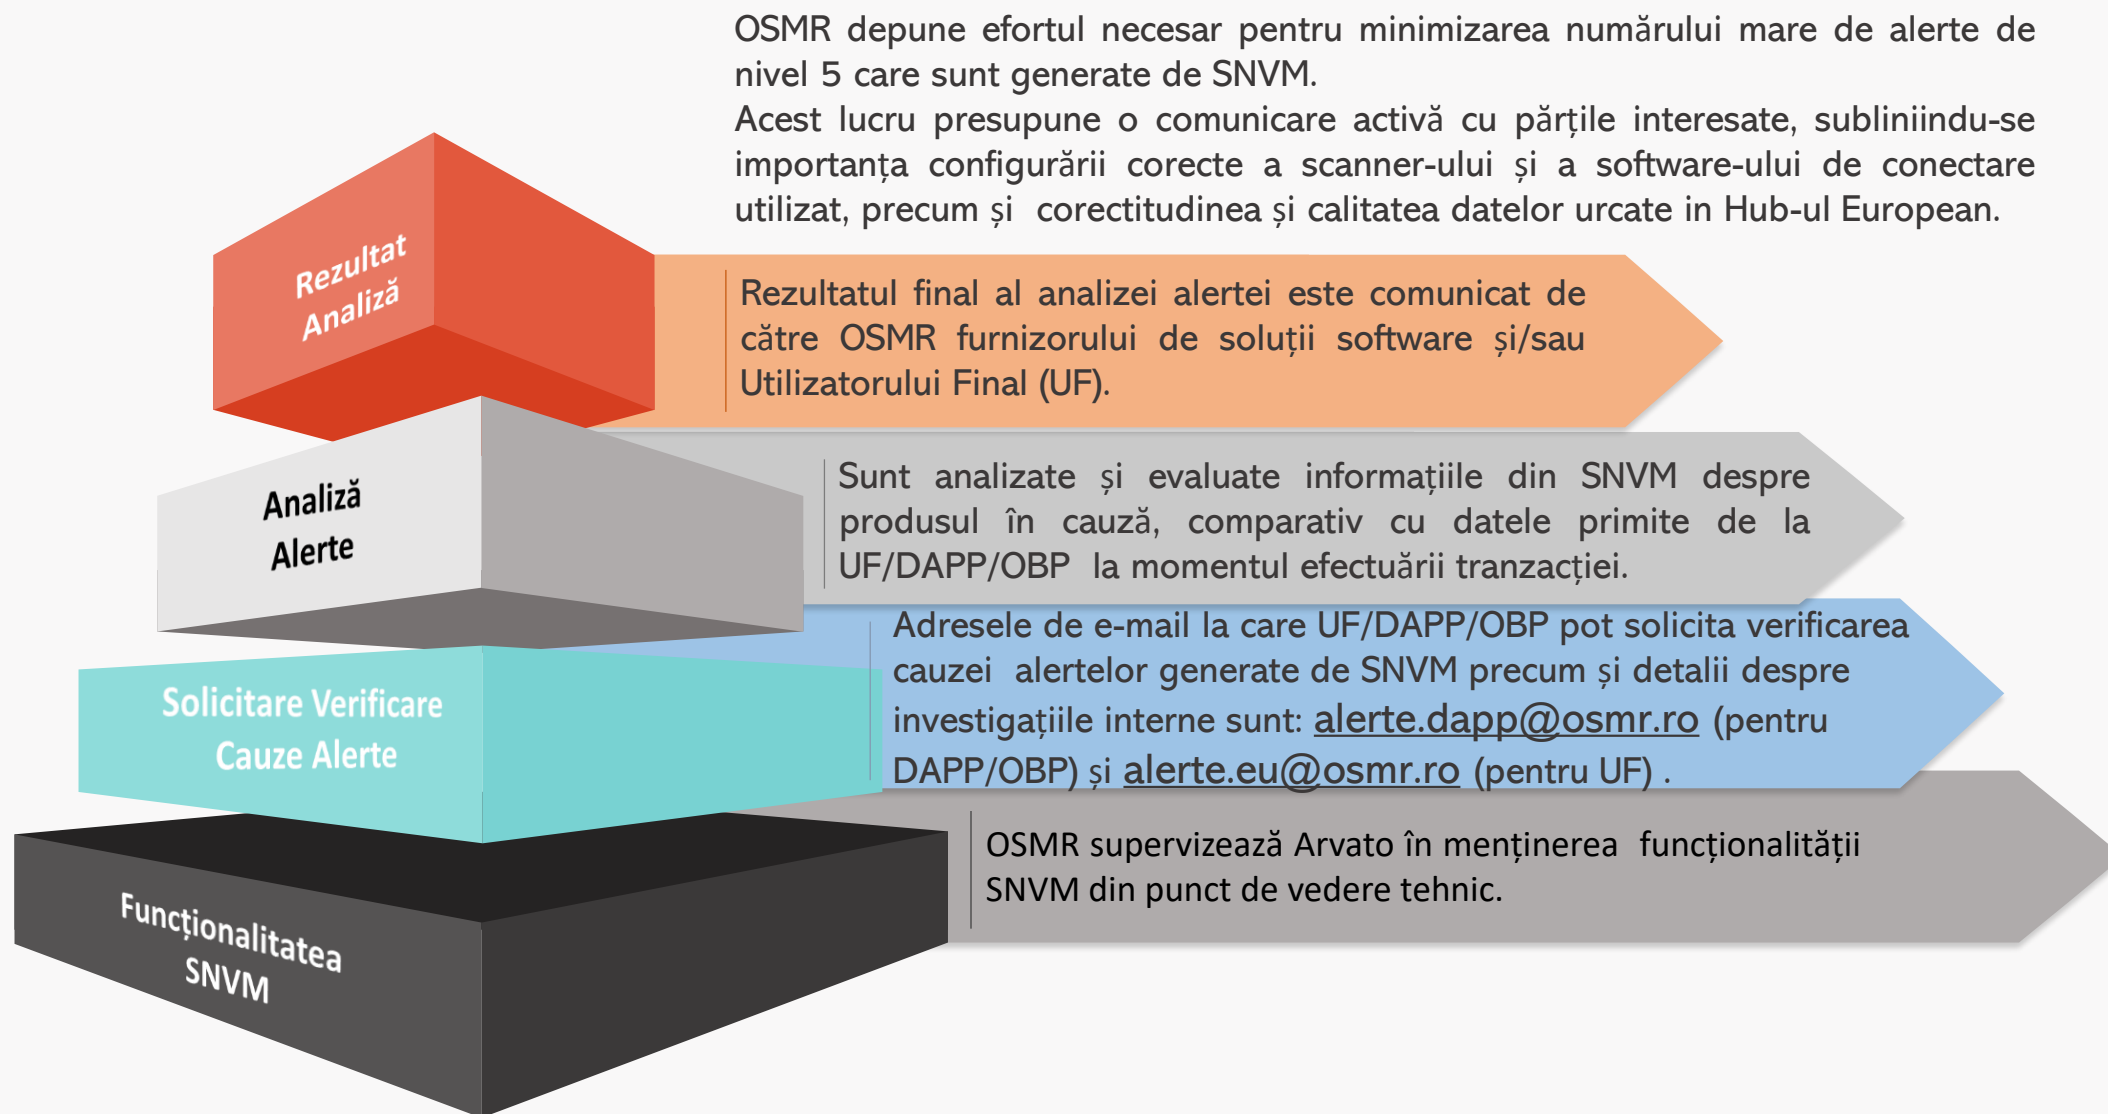 OSMR depune efortul necesar pentru minimizarea numărului mare de alerte de
nivel 5 care sunt generate de SNVM.
Acest lucru presupune o comunicare activă cu părțile interesate, subliniindu-se
importanța configurării corecte a scanner-ului și a software-ului de conectare
utilizat, precum și corectitudinea și calitatea datelor urcate in Hub-ul European.
Rezultat
Analiză
Rezultatul final al analizei alertei este comunicat de
către OSMR furnizorului de soluții software și/sau
Utilizatorului Final (UF).
Analiză
Alerte
Sunt analizate și evaluate informațiile din SNVM despre
produsul în cauză, comparativ cu datele primite de la
UF/DAPP/OBP la momentul efectuării tranzacției.
Solicitare Verificare
Cauze Alerte
Adresele de e-mail la care UF/DAPP/OBP pot solicita verificarea
cauzei alertelor generate de SNVM precum și detalii despre
investigațiile interne sunt: alerte.dapp@osmr.ro (pentru
DAPP/OBP) și alerte.eu@osmr.ro (pentru UF) .
Funcționalitatea
SNVM
OSMR supervizează Arvato în menținerea funcționalității
SNVM din punct de vedere tehnic.